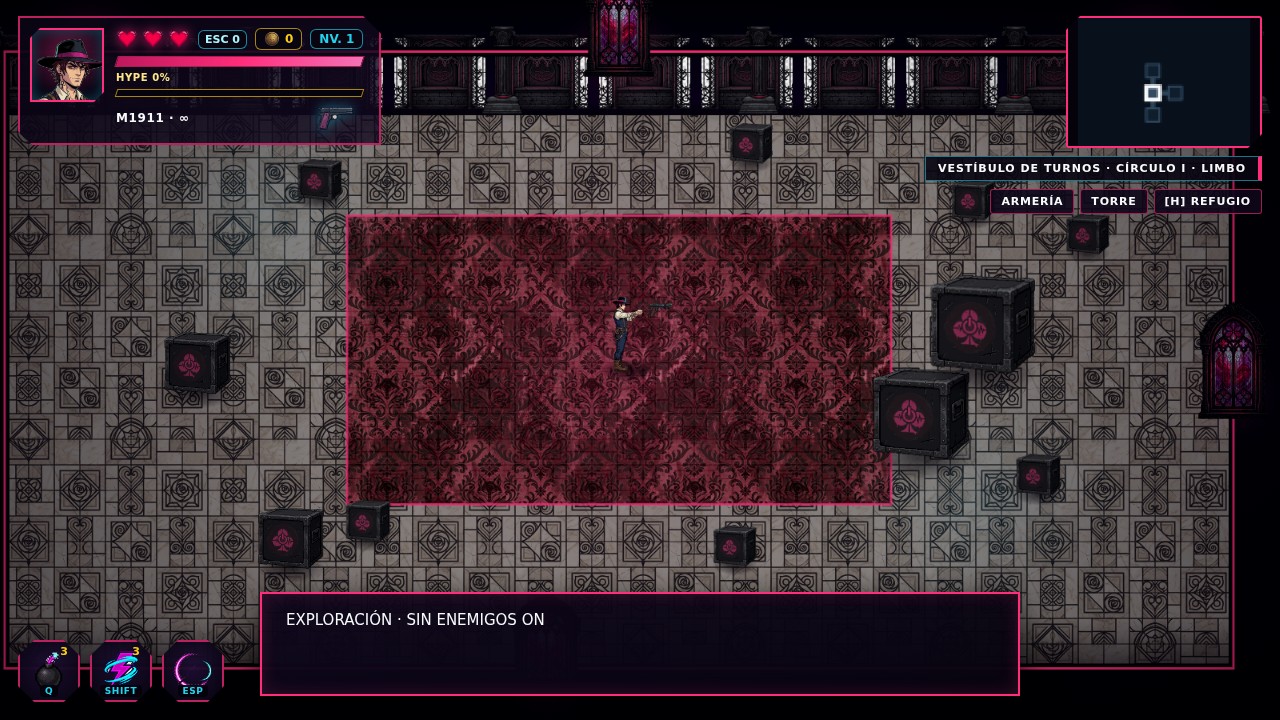 ESC 0
0
NV. 1
HYPE 0%
M1911 · ∞
VESTÍBULO DE TURNOS · CÍRCULO I · LIMBO
ARMERÍA
TORRE
[H] REFUGIO
EXPLORACIÓN · SIN ENEMIGOS ON
3
Q
3
SHIFT
ESP